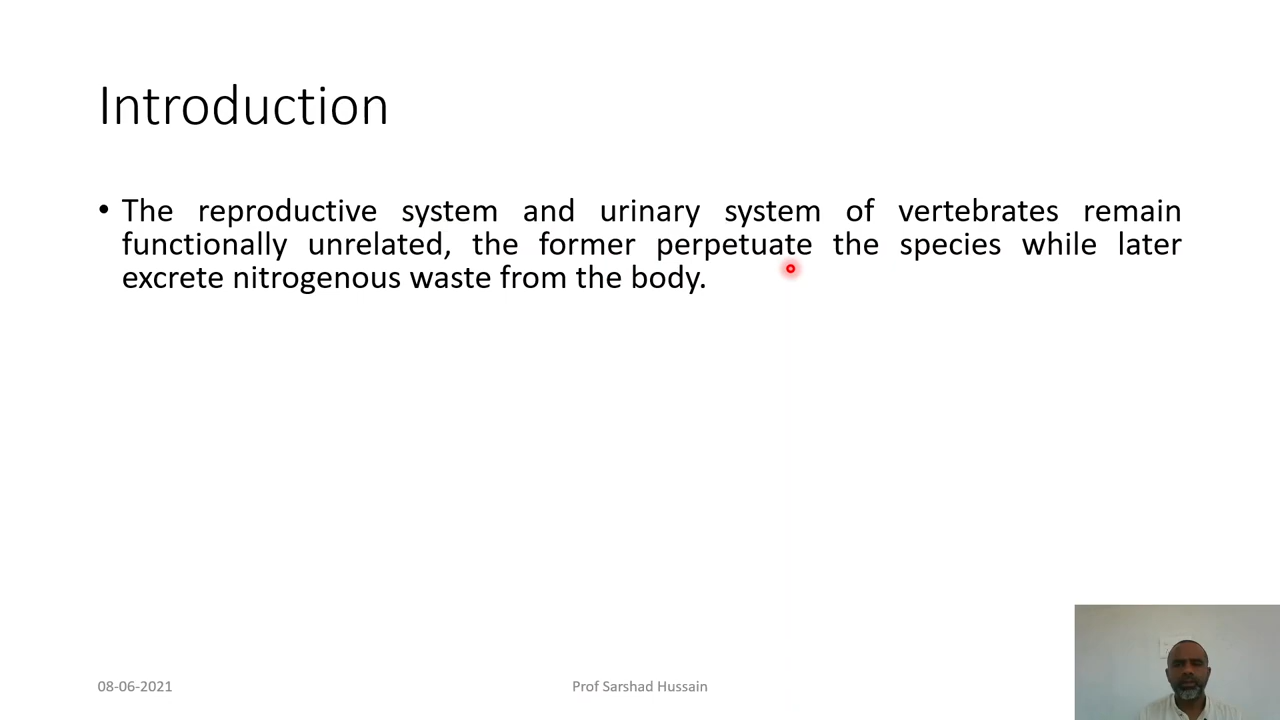 Introduction
• The reproductive system and urinary system of vertebrates remain
functionally unrelated, the former perpetuate the species while later
excrete nitrogenous waste from the body.
08-06-2021
Prof Sarshad Hussain